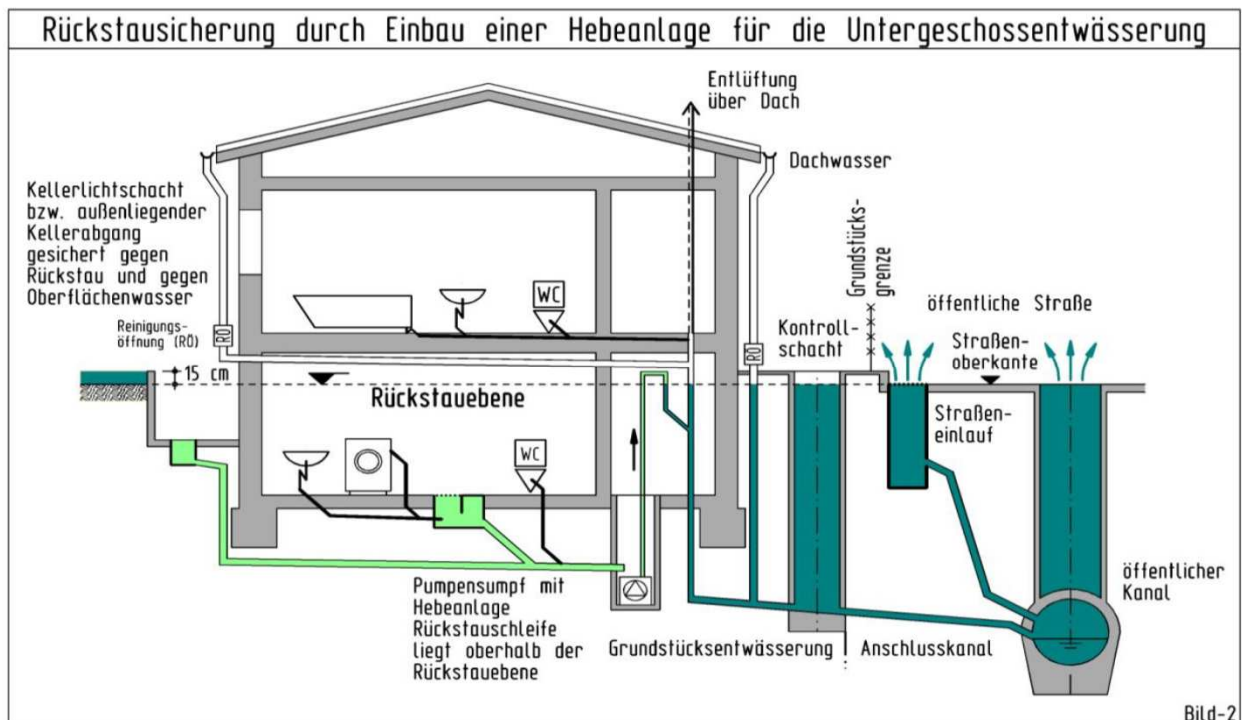 Rückstausicherung durch Einbau einer Hebeanlage für die Untergeschossentwässerung
Entlüftung
über Dach
Dachwasser
Kellerlichtschacht
bzw. außenliegender
Kellerabgang
gesichert gegen
Rückstau und gegen
Oberflächenwasser
Grundstücks-
grenze
WC
öffentliche Straße
Reinigungs-
öffnung (RÖ)
RÖ
RÖ
Kontroll-
schacht
Straßen-
oberkante
15 cm
Rückstauebene
Straßen-
einlauf
WC
Pumpensumpf mit
Hebeanlage
Rückstauschleife
liegt oberhalb der
Rückstauebene
öffentlicher
Kanal
Grundstücksentwässerung
Anschlusskanal
Bild-2